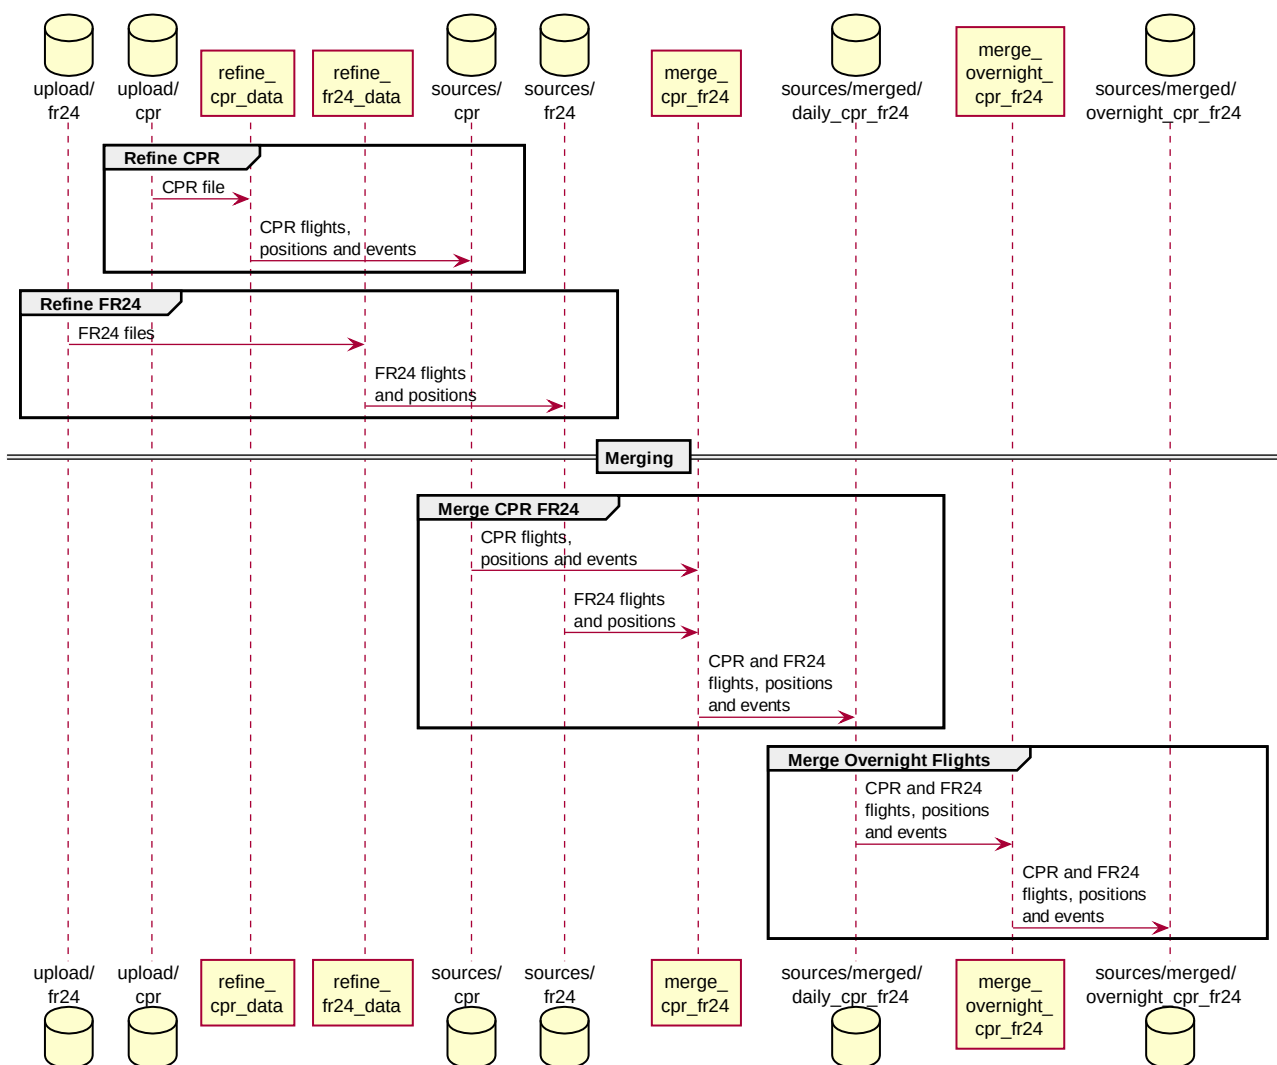 upload/
fr24
upload/
cpr
refine_
cpr_data
refine_
fr24_data
sources/
cpr
sources/
fr24
merge_
cpr_fr24
sources/merged/
daily_cpr_fr24
merge_
overnight_
cpr_fr24
sources/merged/
overnight_cpr_fr24
Refine CPR
CPR file
CPR flights,
positions and events
Refine FR24
FR24 files
FR24 flights
and positions
Merging
Merge CPR FR24
CPR flights,
positions and events
FR24 flights
and positions
CPR and FR24
flights, positions
and events
Merge Overnight Flights
CPR and FR24
flights, positions
and events
CPR and FR24
flights, positions
and events
upload/
fr24
upload/
cpr
refine_
cpr_data
refine_
fr24_data
sources/
cpr
sources/
fr24
merge_
cpr_fr24
sources/merged/
daily_cpr_fr24
merge_
overnight_
cpr_fr24
sources/merged/
overnight_cpr_fr24